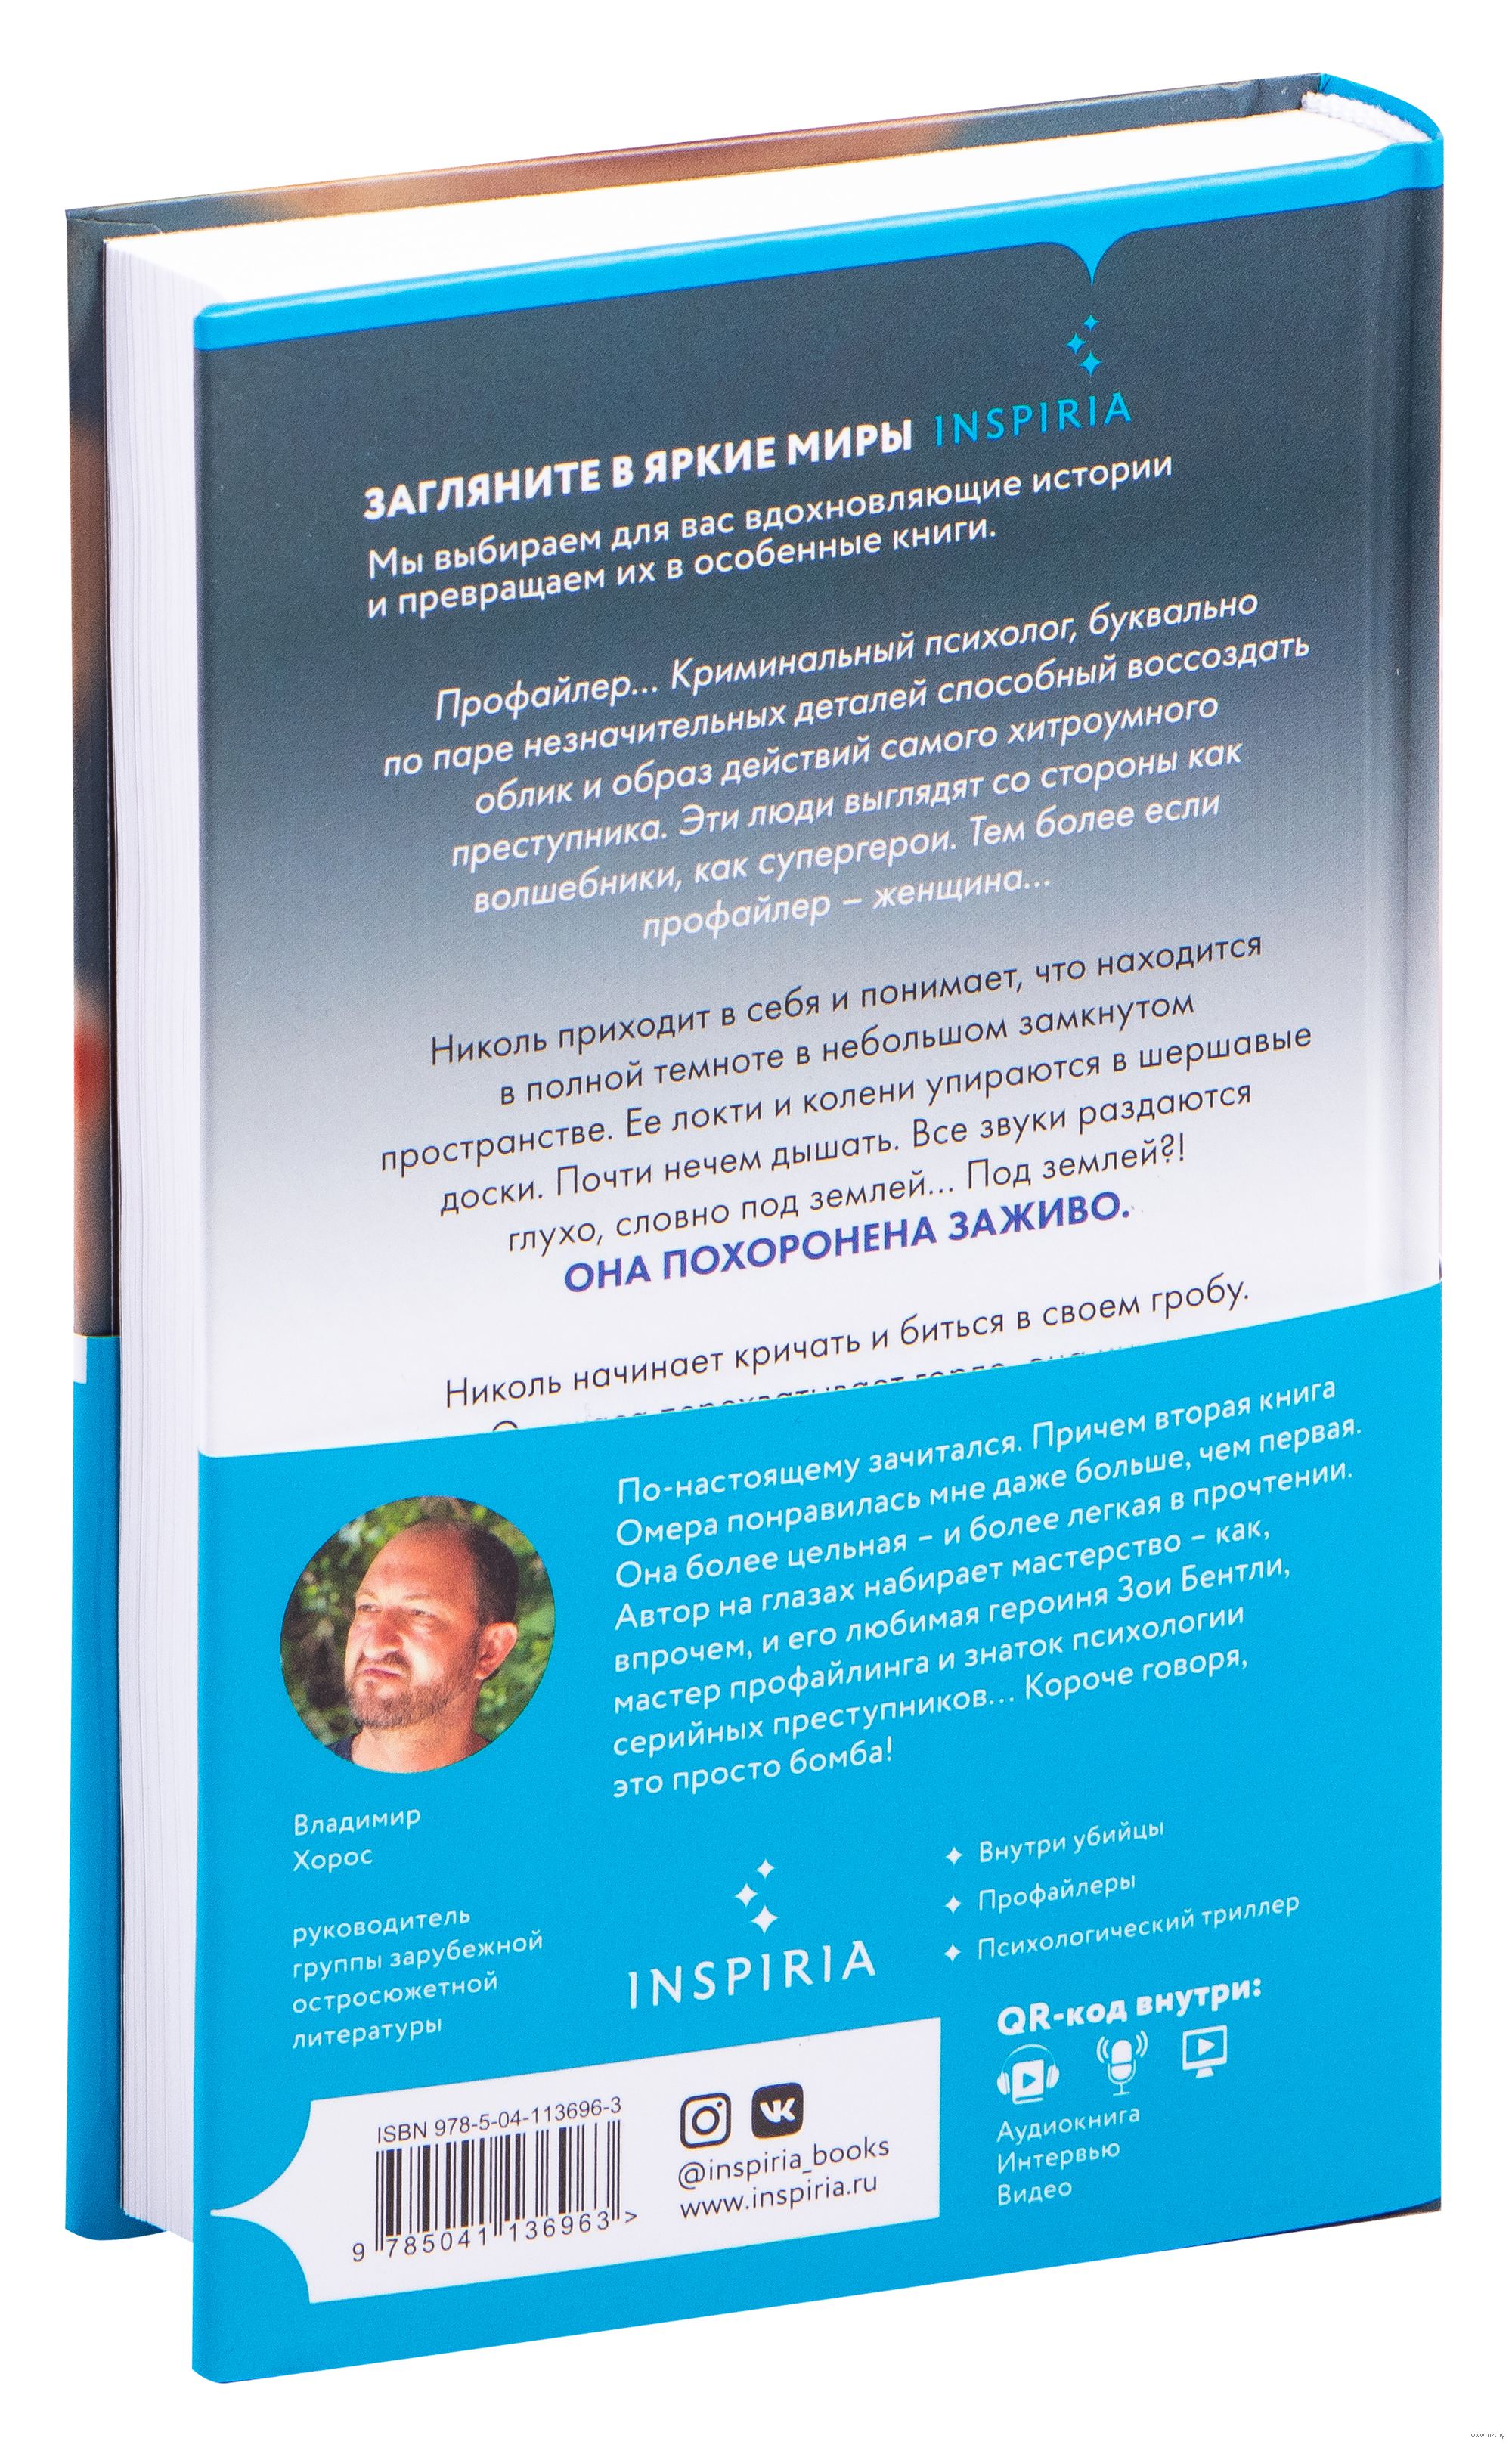 ЗАГЛЯНИТЕ В ЯРКИЕ МИРЫ INSPIRIA
Мы выбираем для вас вдохновляющие истории
и превращаем их в особенные книги.
Профайлер... Криминальный психолог, буквально
по паре незначительных деталей способный воссоздать
облик и образ действий самого хитроумного
преступника. Эти люди выглядят со стороны как
волшебники, как супергерои. Тем более если
профайлер – женщина...
Николь приходит в себя и понимает, что находится
в полной темноте в небольшом замкнутом
пространстве. Ее локти и колени упираются в шершавые
доски. Почти нечем дышать. Все звуки раздаются
глухо, словно под землей... Под землей?!
ОНА ПОХОРОНЕНА ЗАЖИВО.
Николь начинает кричать и биться в своем гробу.
По-настоящему зачитался. Причем вторая книга
Омера понравилась мне даже больше, чем первая.
Она более цельная – и более легкая в прочтении.
Автор на глазах набирает мастерство – как,
впрочем, и его любимая героиня Зои Бентли,
мастер профайлинга и знаток психологии
серийных преступников... Короче говоря,
это просто бомба!
Владимир
Хорос
руководитель
группы зарубежной
остросюжетной
литературы
INSPIRIA
Внутри убийцы
Профайлеры
Психологический триллер
QR-код внутри:
Аудиокнига
Интервью
Видео
ISBN 978-5-04-113696-3
9 785041 136963 >
@inspiria_books
www.inspiria.ru
www.oz.by